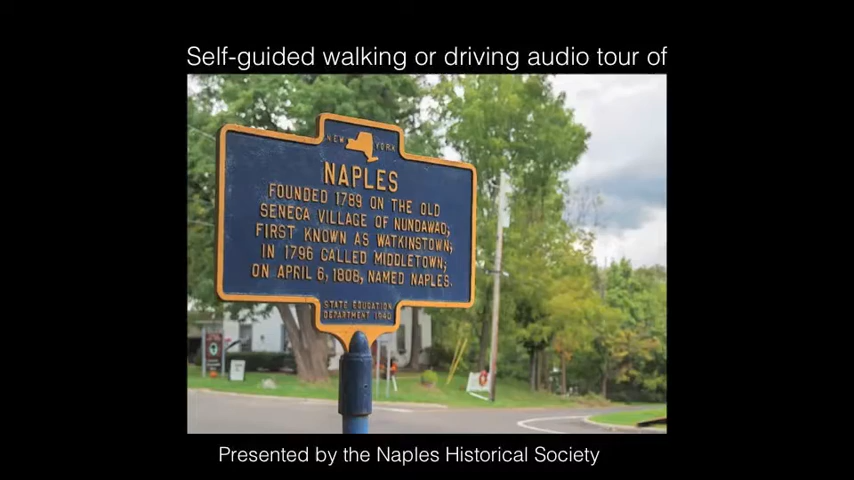 Self-guided walking or driving audio tour of
NEW YORK
NAPLES
FOUNDED 1789 ON THE OLD
SENECA VILLAGE OF NUNDAWAO;
FIRST KNOWN AS WATKINSTOWN;
IN 1796 CALLED MIDDLETOWN;
ON APRIL 6, 1808, NAMED NAPLES.
STATE EDUCATION
DEPARTMENT 1940
Presented by the Naples Historical Society